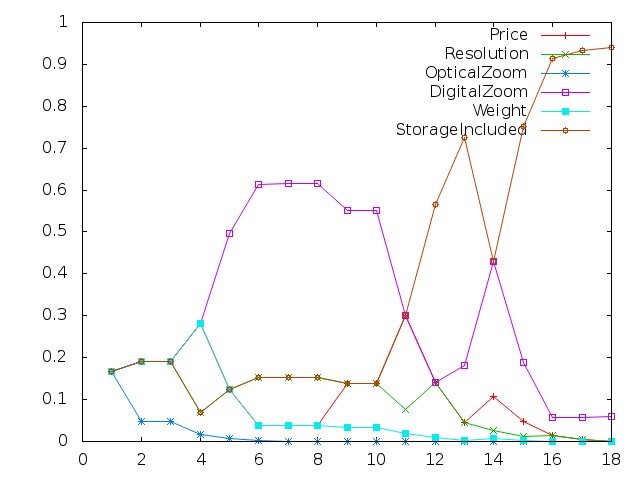 1
0.9
0.8
0.7
0.6
0.5
0.4
0.3
0.2
0.1
0
0 2 4 6 8 10 12 14 16 18
Price
Resolution
OpticalZoom
DigitalZoom
Weight
StorageIncluded